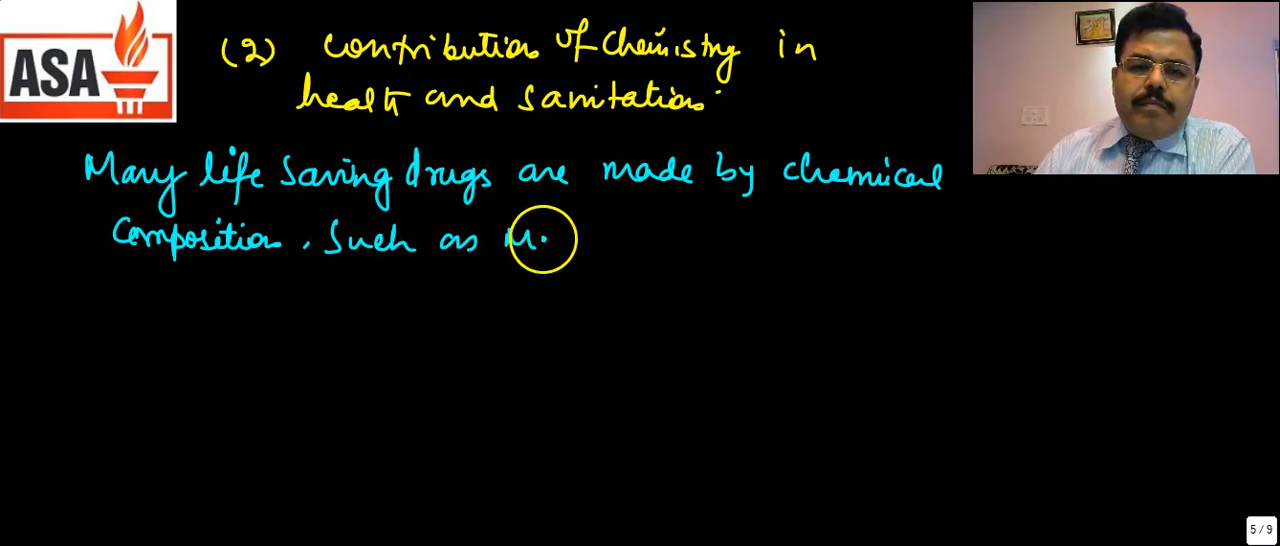 ASA
(2) Contribution of Chemistry in
health and Sanitation.
Many life Saving drugs are made by chemical
Composition. Such as
5/9